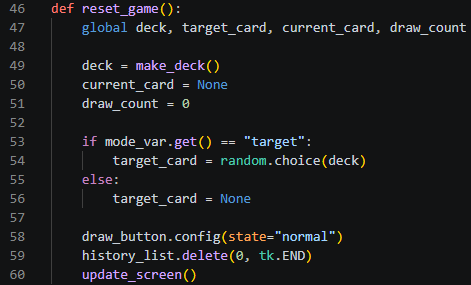 46 def reset_game():
47     global deck, target_card, current_card, draw_count
48
49     deck = make_deck()
50     current_card = None
51     draw_count = 0
52
53     if mode_var.get() == "target":
54         target_card = random.choice(deck)
55     else:
56         target_card = None
57
58     draw_button.config(state="normal")
59     history_list.delete(0, tk.END)
60     update_screen()